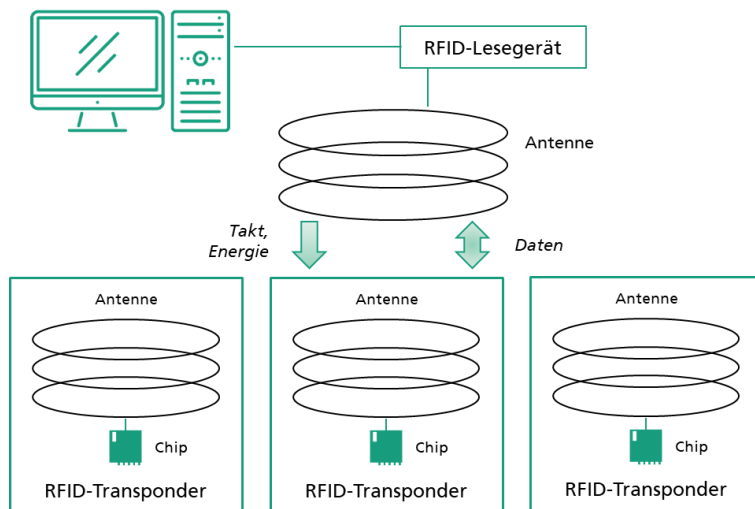 RFID-Lesegerät
Antenne
Takt,
Energie
Daten
Antenne
Chip
RFID-Transponder
Antenne
Chip
RFID-Transponder
Antenne
Chip
RFID-Transponder